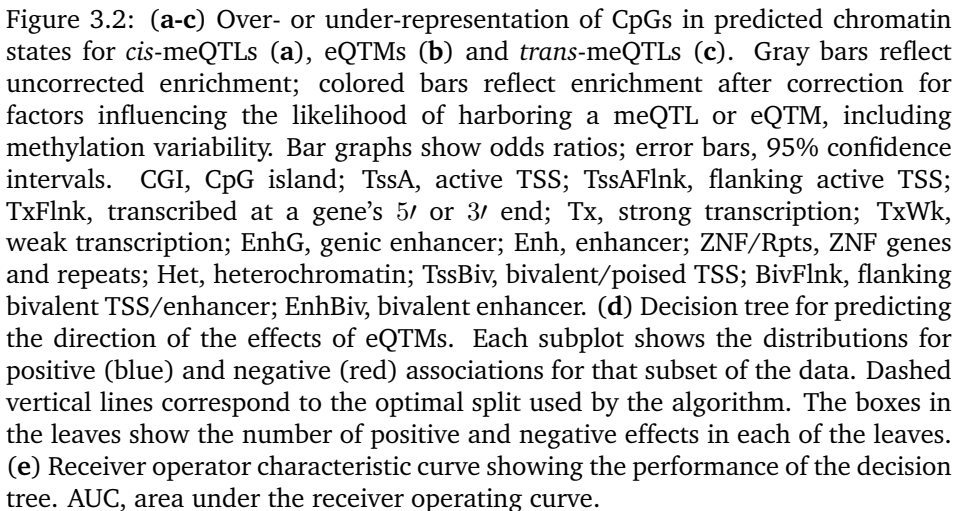 Figure 3.2: (a-c) Over- or under-representation of CpGs in predicted chromatin
states for cis-meQTLs (a), eQTMs (b) and trans-meQTLs (c). Gray bars reflect
uncorrected enrichment; colored bars reflect enrichment after correction for
factors influencing the likelihood of harboring a meQTL or eQTM, including
methylation variability. Bar graphs show odds ratios; error bars, 95% confidence
intervals. CGI, CpG island; TssA, active TSS; TssAFlnk, flanking active TSS;
TxFlnk, transcribed at a gene's 5′ or 3′ end; Tx, strong transcription; TxWk,
weak transcription; EnhG, genic enhancer; Enh, enhancer; ZNF/Rpts, ZNF genes
and repeats; Het, heterochromatin; TssBiv, bivalent/poised TSS; BivFlnk, flanking
bivalent TSS/enhancer; EnhBiv, bivalent enhancer. (d) Decision tree for predicting
the direction of the effects of eQTMs. Each subplot shows the distributions for
positive (blue) and negative (red) associations for that subset of the data. Dashed
vertical lines correspond to the optimal split used by the algorithm. The boxes in
the leaves show the number of positive and negative effects in each of the leaves.
(e) Receiver operator characteristic curve showing the performance of the decision
tree. AUC, area under the receiver operating curve.